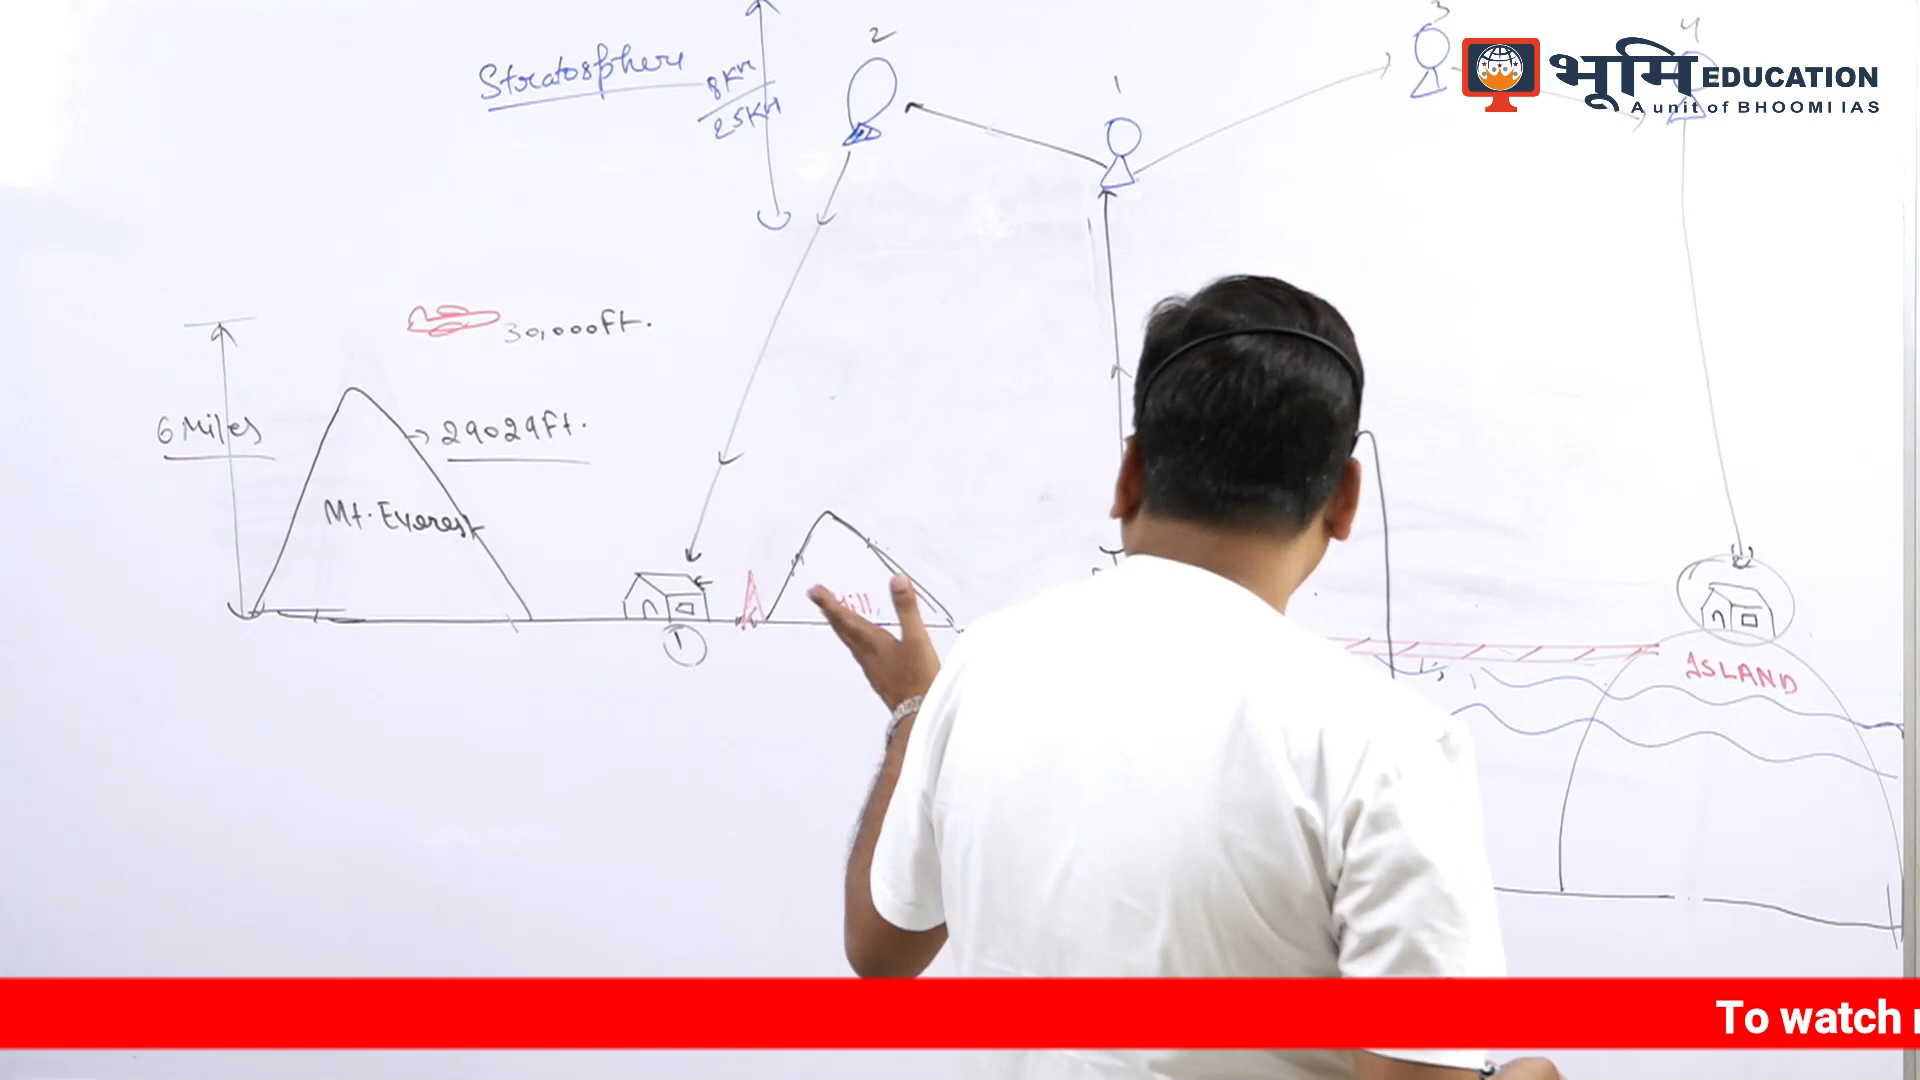 Stratosphere
8KM
25KM
2
1
3
4
भूमि EDUCATION
A unit of BHOOMI IAS
30,000ft.
6 Miles
29029ft.
Mt. Everest
Hill
1
ISLAND
To watch